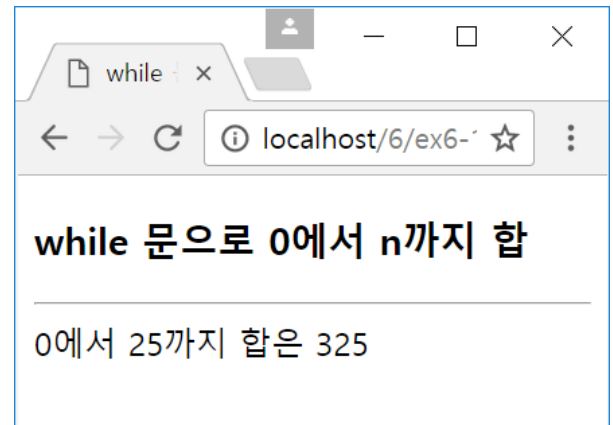 while
localhost/6/ex6-1
while 문으로 0에서 n까지 합
0에서 25까지 합은 325